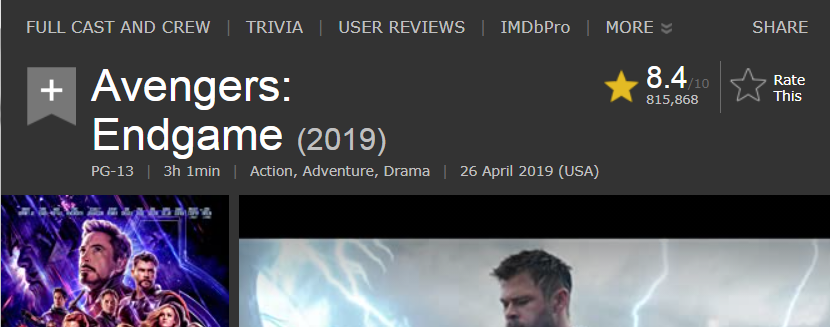 FULL CAST AND CREW | TRIVIA | USER REVIEWS | IMDbPro | MORE SHARE
+ Avengers: Endgame (2019)
8.4/10
815,868
Rate This
PG-13 | 3h 1min | Action, Adventure, Drama | 26 April 2019 (USA)